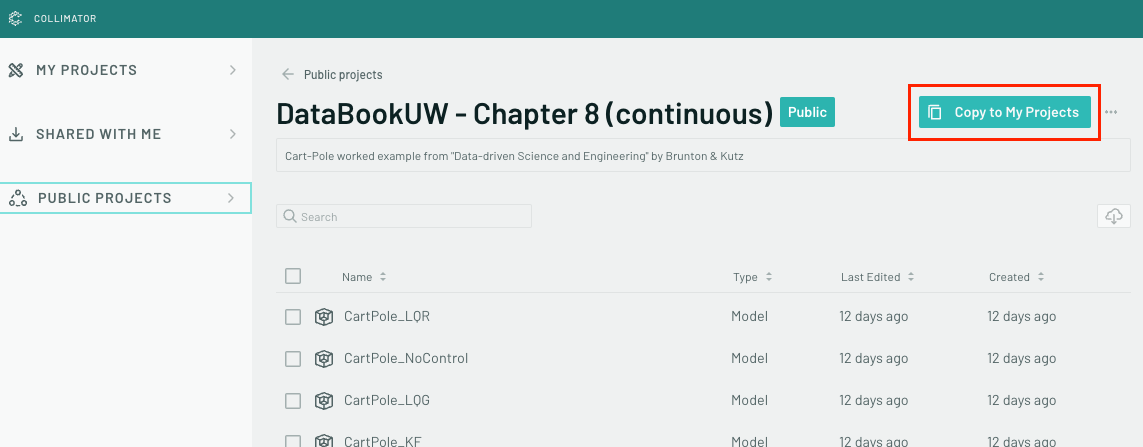 COLLIMATOR
MY PROJECTS
SHARED WITH ME
PUBLIC PROJECTS
Public projects
DataBookUW - Chapter 8 (continuous) Public
Copy to My Projects
Cart-Pole worked example from "Data-driven Science and Engineering" by Brunton & Kutz
Search
Name Type Last Edited Created
CartPole_LQR Model 12 days ago 12 days ago
CartPole_NoControl Model 12 days ago 12 days ago
CartPole_LQG Model 12 days ago 12 days ago
CartPole_KF Model 12 days ago 12 days ago